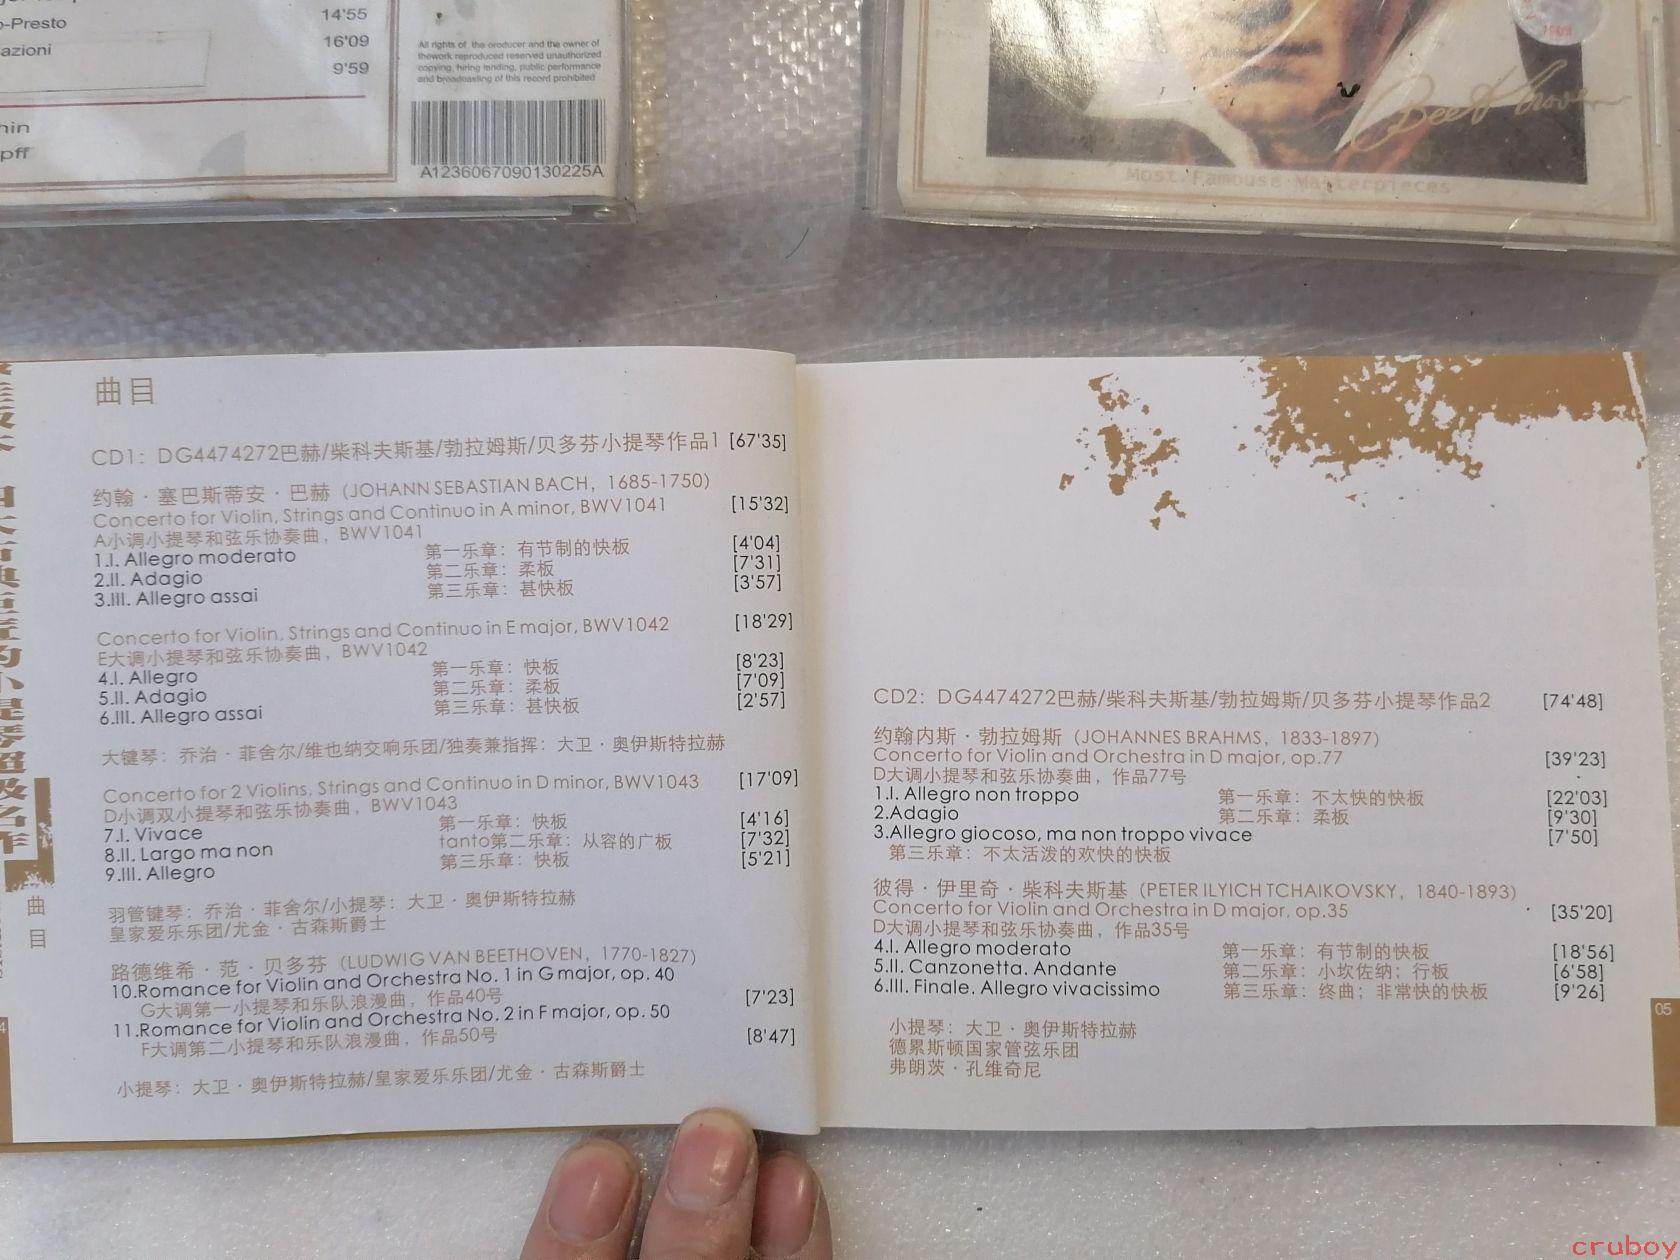 o-Presto
azioni
14'55
16'09
9'59
hin
pff
All rights of the producer and the owner of
thework reproduced reserved unauthorized
copying, hiring lending, public performance
and broadcasting of this record prohibited
A1236067090130225A
Beethoven
Most Famouse Masterpieces
曲目
CD1：DG4474272巴赫/柴科夫斯基/勃拉姆斯/贝多芬小提琴作品1 [67'35]
约翰·塞巴斯蒂安·巴赫（JOHANN SEBASTIAN BACH，1685-1750）
Concerto for Violin, Strings and Continuo in A minor, BWV1041 [15'32]
A小调小提琴和弦乐协奏曲，BWV1041
1.I. Allegro moderato 第一乐章：有节制的快板 [4'04]
2.II. Adagio 第二乐章：柔板 [7'31]
3.III. Allegro assai 第三乐章：甚快板 [3'57]
Concerto for Violin, Strings and Continuo in E major, BWV1042 [18'29]
E大调小提琴和弦乐协奏曲，BWV1042
4.I. Allegro 第一乐章：快板 [8'23]
5.II. Adagio 第二乐章：柔板 [7'09]
6.III. Allegro assai 第三乐章：甚快板 [2'57]
大键琴：乔治·菲舍尔/维也纳交响乐团/独奏兼指挥：大卫·奥伊斯特拉赫
Concerto for 2 Violins, Strings and Continuo in D minor, BWV1043 [17'09]
D小调双小提琴和弦乐协奏曲，BWV1043
7.I. Vivace 第一乐章：快板 [4'16]
8.II. Largo ma non tanto第二乐章：从容的广板 [7'32]
9.III. Allegro 第三乐章：快板 [5'21]
羽管键琴：乔治·菲舍尔/小提琴：大卫·奥伊斯特拉赫
皇家爱乐乐团/尤金·古森斯爵士
路德维希·范·贝多芬（LUDWIG VAN BEETHOVEN，1770-1827）
10.Romance for Violin and Orchestra No. 1 in G major, op. 40
G大调第一小提琴和乐队浪漫曲，作品40号 [7'23]
11.Romance for Violin and Orchestra No. 2 in F major, op. 50
F大调第二小提琴和乐队浪漫曲，作品50号 [8'47]
小提琴：大卫·奥伊斯特拉赫/皇家爱乐乐团/尤金·古森斯爵士
曲目
4
CD2：DG4474272巴赫/柴科夫斯基/勃拉姆斯/贝多芬小提琴作品2 [74'48]
约翰内斯·勃拉姆斯（JOHANNES BRAHMS，1833-1897）
Concerto for Violin and Orchestra in D major, op.77 [39'23]
D大调小提琴和弦乐协奏曲，作品77号
1.I. Allegro non troppo 第一乐章：不太快的快板 [22'03]
2.Adagio 第二乐章：柔板 [9'30]
3.Allegro giocoso, ma non troppo vivace [7'50]
第三乐章：不太活泼的欢快的快板
彼得·伊里奇·柴科夫斯基（PETER ILYICH TCHAIKOVSKY，1840-1893）
Concerto for Violin and Orchestra in D major, op.35 [35'20]
D大调小提琴和弦乐协奏曲，作品35号
4.I. Allegro moderato 第一乐章：有节制的快板 [18'56]
5.II. Canzonetta. Andante 第二乐章：小坎佐纳；行板 [6'58]
6.III. Finale. Allegro vivacissimo 第三乐章：终曲；非常快的快板 [9'26]
小提琴：大卫·奥伊斯特拉赫
德累斯顿国家管弦乐团
弗朗茨·孔维奇尼
05
cruboy